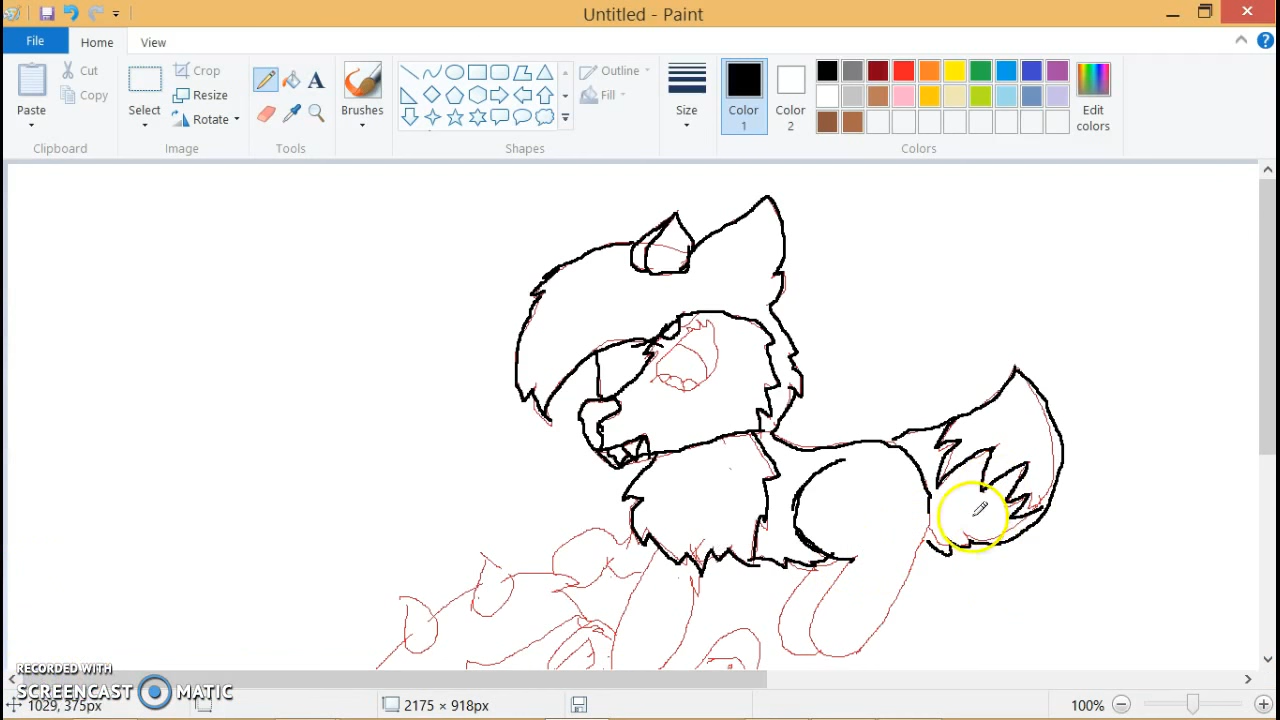 Untitled - Paint
File
Home
View
Paste
Cut
Copy
Clipboard
Select
Crop
Resize
Rotate
Image
A
Tools
Brushes
Outline
Fill
Shapes
Size
Color 1
Color 2
Edit colors
Colors
RECORDED WITH
SCREENCAST MATIC
1029, 375px
2175 × 918px
100%